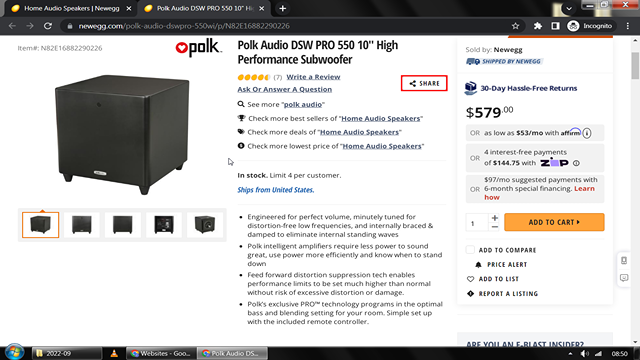 Home Audio Speakers | Newegg
Polk Audio DSW PRO 550 10" High
newegg.com/polk-audio-dswpro-550wi/p/N82E16882290226
Incognito
Item#: N82E16882290226
polk
Polk Audio DSW PRO 550 10" High
Performance Subwoofer
(7) Write a Review
Ask Or Answer A Question
SHARE
See more "polk audio"
Check more best sellers of "Home Audio Speakers"
Check more deals of "Home Audio Speakers"
Check more lowest price of "Home Audio Speakers"
In stock. Limit 4 per customer.
Ships from United States.
Engineered for perfect volume, minutely tuned for
distortion-free low frequencies, and internally braced &
damped to eliminate internal standing waves
Polk intelligent amplifiers require less power to sound
great, use power more efficiently and know when to stand
down
Feed forward distortion suppression tech enables
performance limits to be set much higher than normal
without risk of excessive distortion or damage.
Polk's exclusive PRO™ technology programs in the optimal
bass and blending setting for your room. Simple set up
with the included remote controller.
Sold by: Newegg
SHIPPED BY NEWEGG
30-Day Hassle-Free Returns
$579.00
OR as low as $53/mo with affirm
OR 4 interest-free payments
of $144.75 with ZIP
OR $97/mo suggested payments with
6-month special financing. Learn
how
1
ADD TO CART
ADD TO COMPARE
PRICE ALERT
ADD TO LIST
REPORT A LISTING
ARE YOU AN E-BLAST INSIDER?
2022-09
Websites - Goo...
Polk Audio DS...
08:50